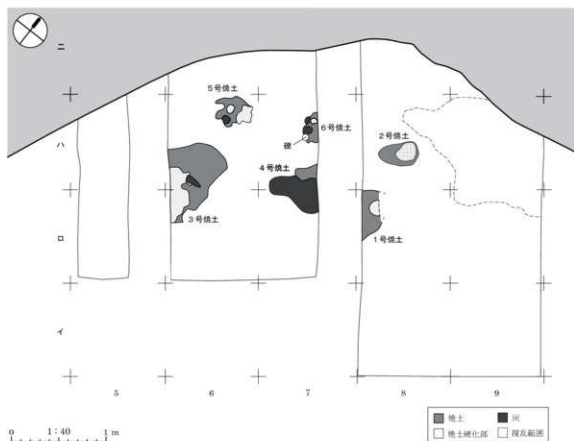 ニ
5号焼土
6号焼土
2号焼土
ハ
礫
4号焼土
3号焼土
1号焼土
ロ
イ
5 6 7 8 9
0 1:40 1 m
焼土 灰
焼土硬化部 撹乱範囲